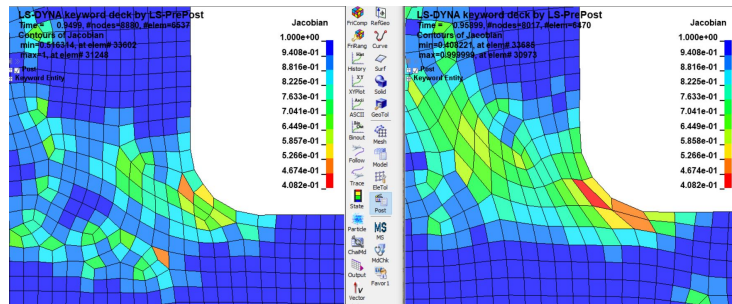 LS-DYNA keyword deck by LS-PrePost
Time = 0.9499, #nodes=8880, #elem=6537
Contours of Jacobian
min=0.516314, at elem# 33602
max=1, at elem# 31248
Post
Keyword Entity
Jacobian
1.000e+00
9.408e-01
8.816e-01
8.225e-01
7.633e-01
7.041e-01
6.449e-01
5.857e-01
5.266e-01
4.674e-01
4.082e-01
FriComp
RefGeo
FriRang
Curve
History
Surf
XY
XYPlot
Solid
Ascii
ASCII
GeoTol
Binout
Mesh
Follow
Model
Trace
EleTol
State
Post
Particle
MS
MS
ChaiMd
MdChk
Output
Favor1
Vector
LS-DYNA keyword deck by LS-PrePost
Time = 0.95899, #nodes=8017, #elem=6470
Contours of Jacobian
min=0.408221, at elem# 33685
max=0.999999, at elem# 30973
Post
Keyword Entity
Jacobian
1.000e+00
9.408e-01
8.816e-01
8.225e-01
7.633e-01
7.041e-01
6.449e-01
5.858e-01
5.266e-01
4.674e-01
4.082e-01